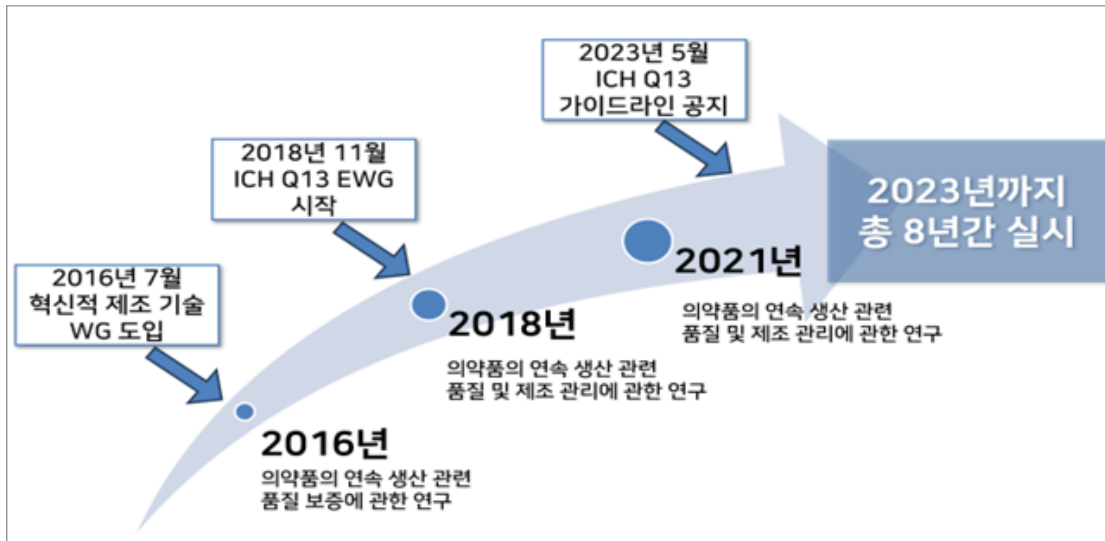 2023년 5월
ICH Q13
가이드라인 공지
2018년 11월
ICH Q13 EWG
시작
2016년 7월
혁신적 제조 기술
WG 도입
2023년까지
총 8년간 실시
2021년
의약품의 연속 생산 관련
품질 및 제조 관리에 관한 연구
2018년
의약품의 연속 생산 관련
품질 및 제조 관리에 관한 연구
2016년
의약품의 연속 생산 관련
품질 보증에 관한 연구